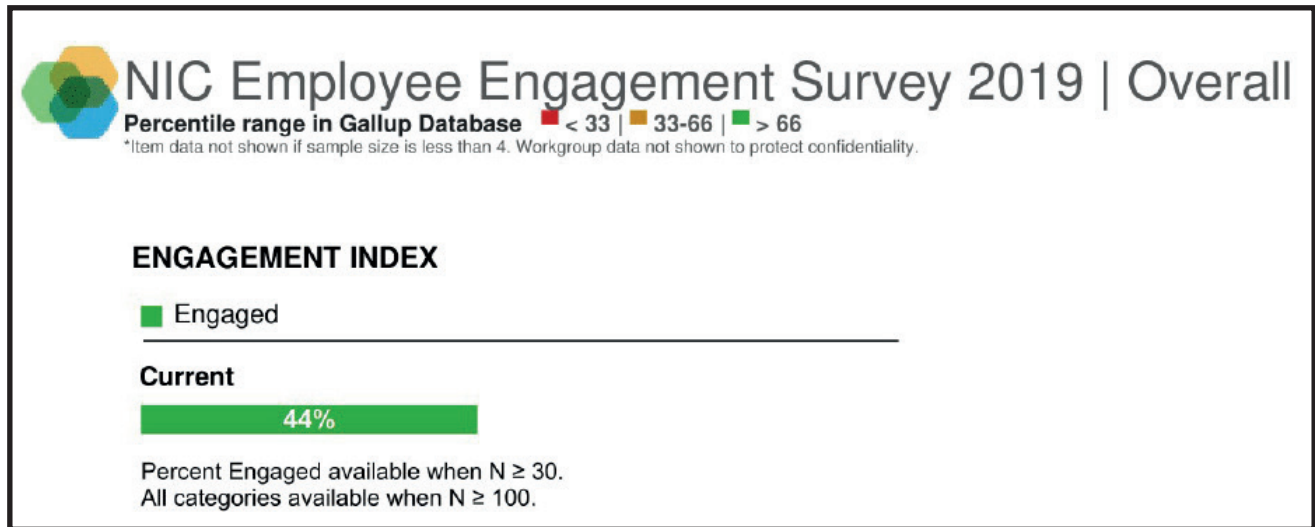 NIC Employee Engagement Survey 2019 | Overall
Percentile range in Gallup Database < 33 | 33-66 | > 66
*Item data not shown if sample size is less than 4. Workgroup data not shown to protect confidentiality.
ENGAGEMENT INDEX
Engaged
Current
44%
Percent Engaged available when N ≥ 30.
All categories available when N ≥ 100.